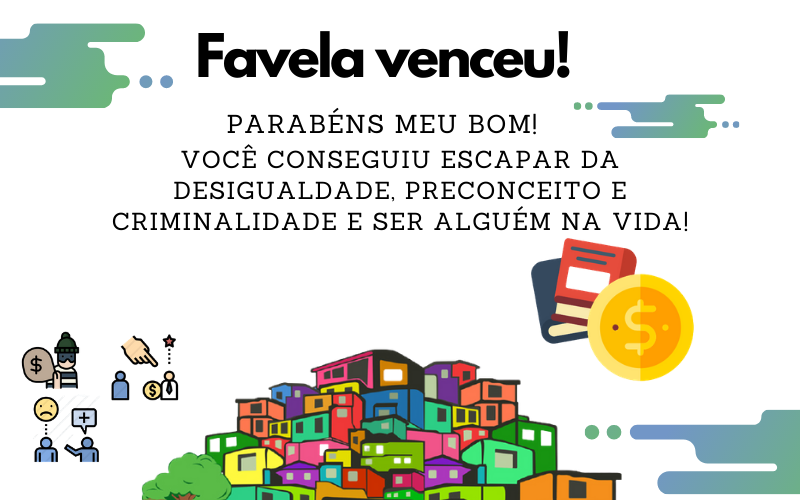 Favela venceu!
PARABÉNS MEU BOM!
VOCÊ CONSEGUIU ESCAPAR DA
DESIGUALDADE, PRECONCEITO E
CRIMINALIDADE E SER ALGUÉM NA VIDA!
$
$
$